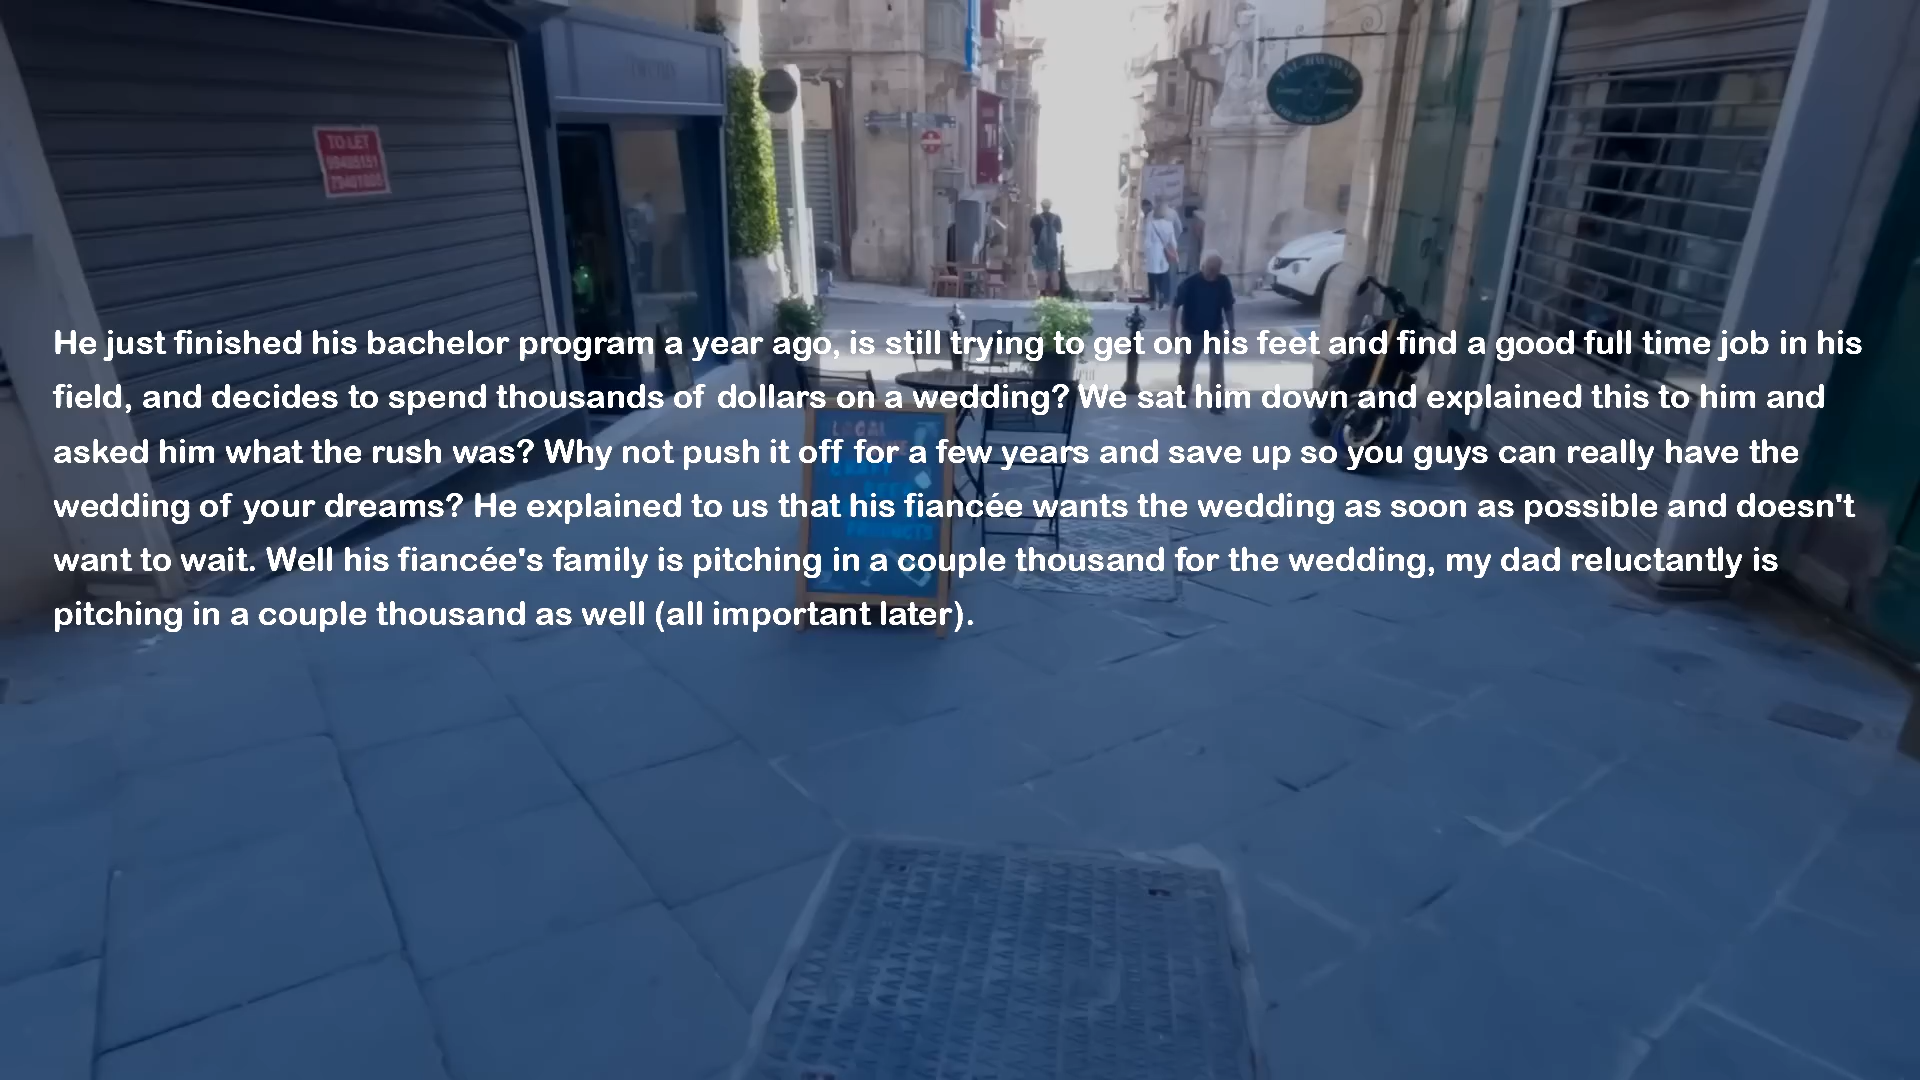 TO LET
TAL-HWAWAR
He just finished his bachelor program a year ago, is still trying to get on his feet and find a good full time job in his
field, and decides to spend thousands of dollars on a wedding? We sat him down and explained this to him and
asked him what the rush was? Why not push it off for a few years and save up so you guys can really have the
wedding of your dreams? He explained to us that his fiancée wants the wedding as soon as possible and doesn't
want to wait. Well his fiancée's family is pitching in a couple thousand for the wedding, my dad reluctantly is
pitching in a couple thousand as well (all important later).
LOCAL
PRODUCTS